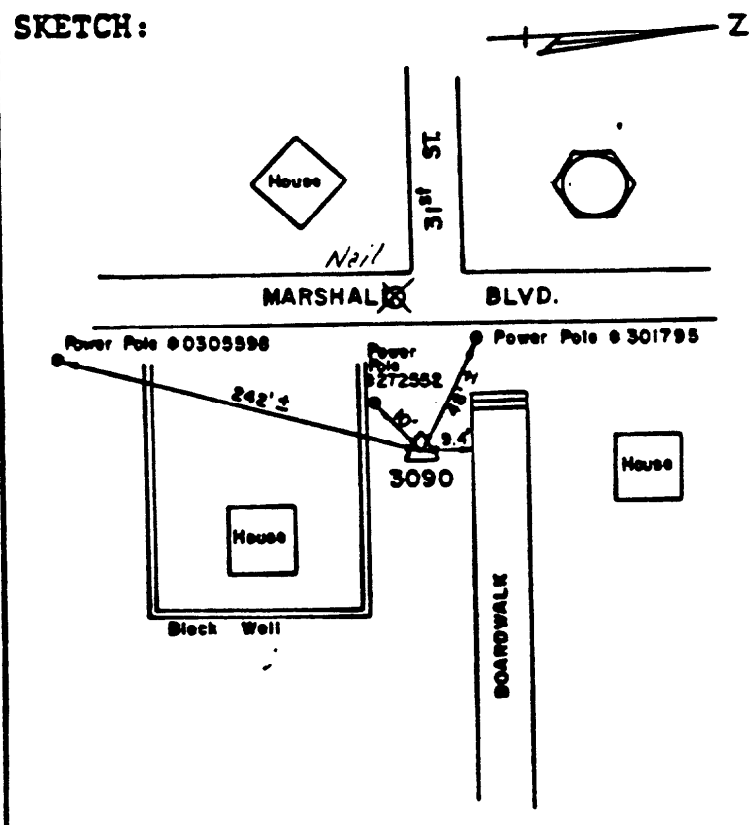 SKETCH:
Z
31st ST.
House
Nail
MARSHAL BLVD.
Power Pole #0305598
Power
Pole
#272552
Power Pole # 301795
242'±
9.4'
3090
House
House
Block Wall
BOARDWALK